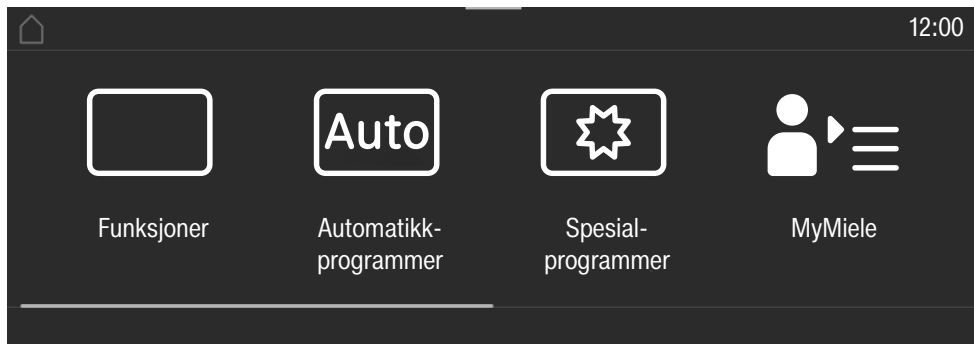 12:00
Auto
Funksjoner
Automatikk-
programmer
Spesial-
programmer
MyMiele